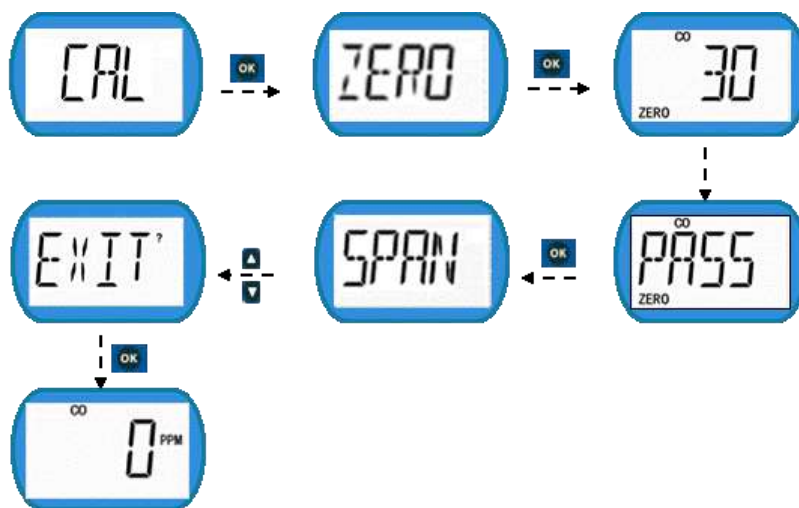 CAL
OK
ZERO
OK
CO
30
ZERO
CO
PASS
ZERO
OK
SPAN
EXIT?
OK
CO
0 PPM